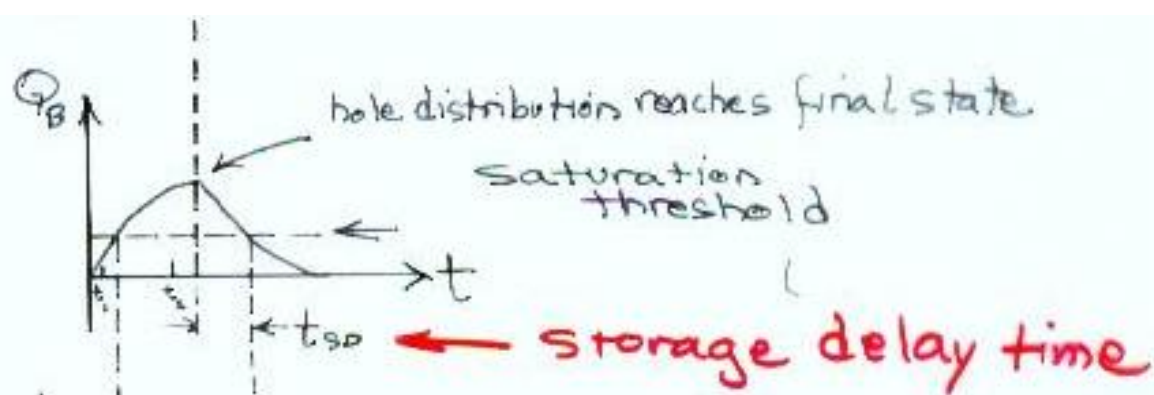 Q_B
hole distribution reaches final state
saturation
threshold
t
t_SD
storage delay time